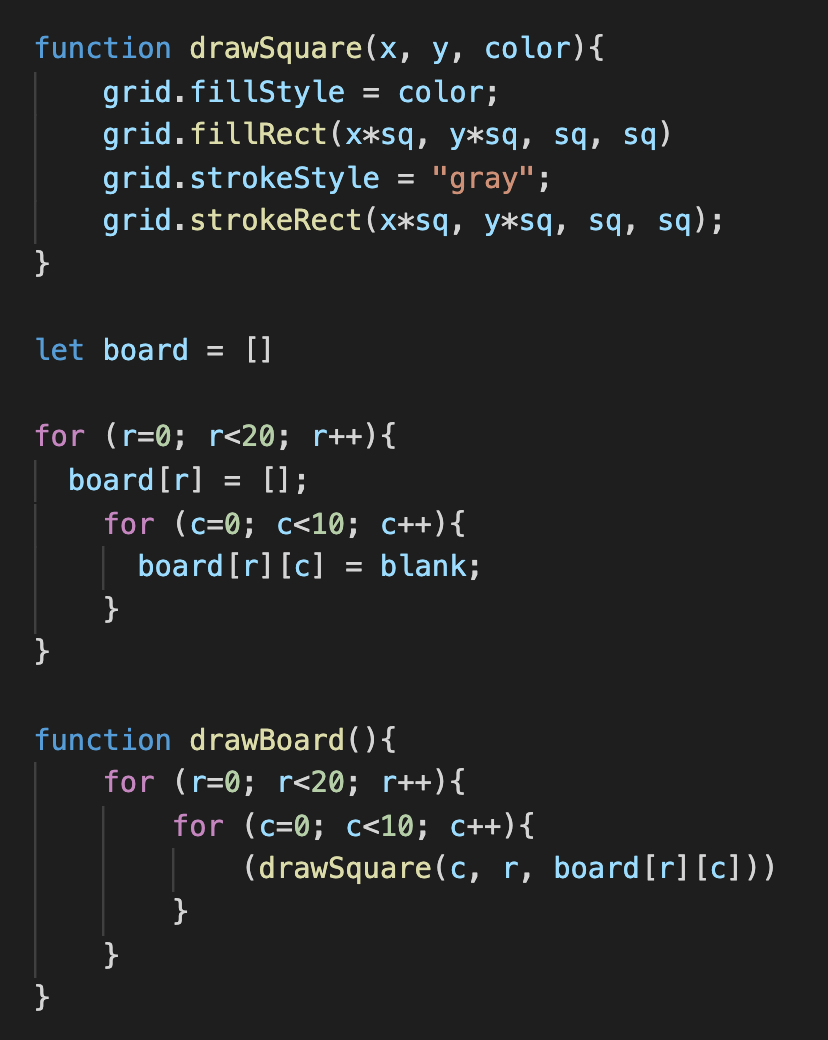 function drawSquare(x, y, color){
    grid.fillStyle = color;
    grid.fillRect(x*sq, y*sq, sq, sq)
    grid.strokeStyle = "gray";
    grid.strokeRect(x*sq, y*sq, sq, sq);
}

let board = []

for (r=0; r<20; r++){
  board[r] = [];
    for (c=0; c<10; c++){
      board[r][c] = blank;
    }
}

function drawBoard(){
    for (r=0; r<20; r++){
        for (c=0; c<10; c++){
            (drawSquare(c, r, board[r][c]))
        }
    }
}